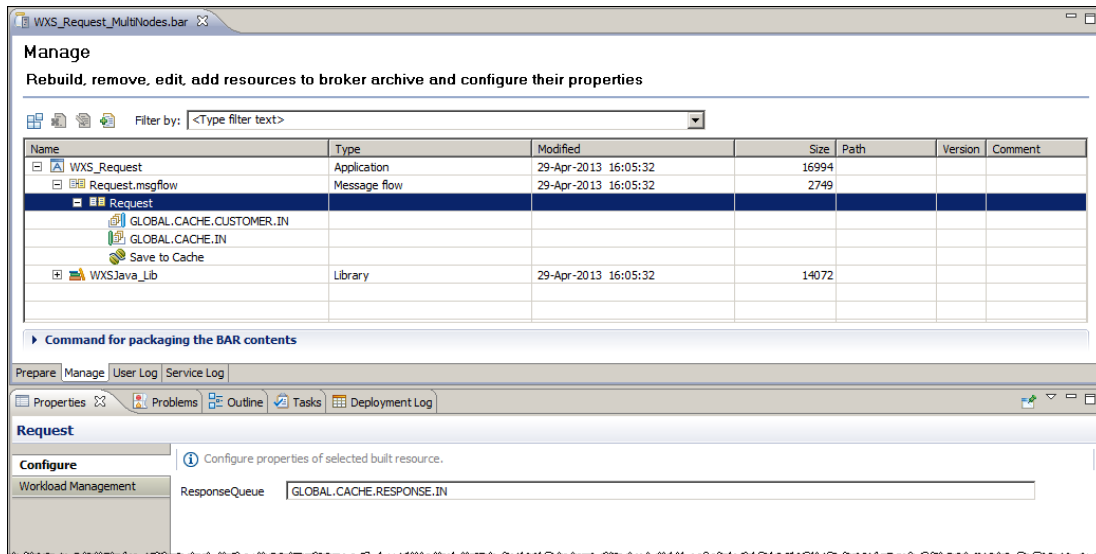 WXS_Request_MultiNodes.bar
Manage
Rebuild, remove, edit, add resources to broker archive and configure their properties
Filter by: <Type filter text>
Name Type Modified Size Path Version Comment
WXS_Request Application 29-Apr-2013 16:05:32 16994
Request.msgflow Message flow 29-Apr-2013 16:05:32 2749
Request
GLOBAL.CACHE.CUSTOMER.IN
GLOBAL.CACHE.IN
Save to Cache
WXSJava_Lib Library 29-Apr-2013 16:05:32 14072
Command for packaging the BAR contents
Prepare Manage User Log Service Log
Properties Problems Outline Tasks Deployment Log
Request
Configure
Configure properties of selected built resource.
Workload Management
ResponseQueue GLOBAL.CACHE.RESPONSE.IN